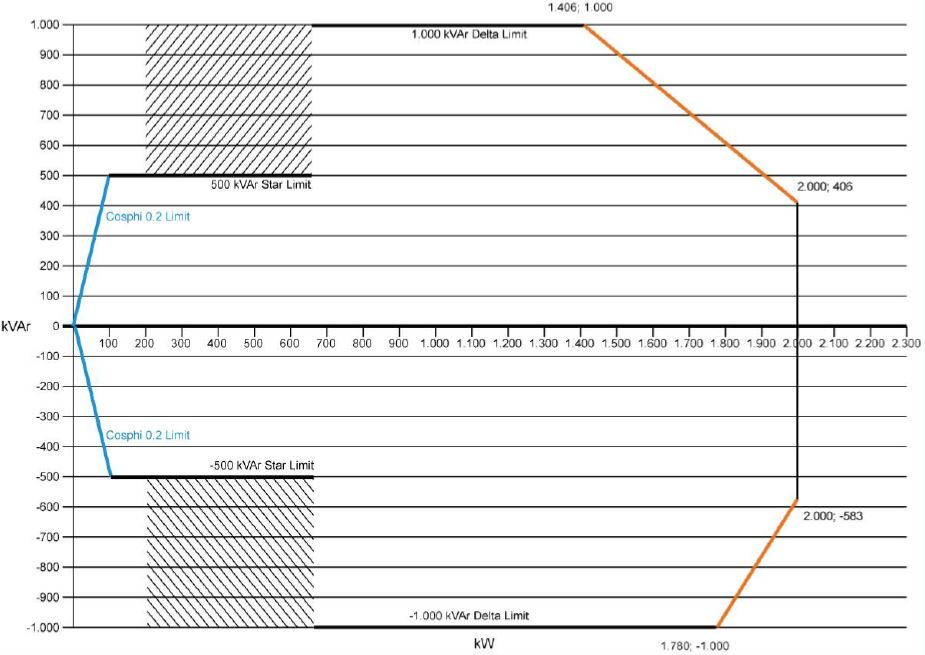 1.406; 1.000
1.000
1.000 kVAr Delta Limit
900
800
700
600
500
500 kVAr Star Limit
2.000; 406
400
Cosphi 0.2 Limit
300
200
100
kVAr
0
100 200 300 400 500 600 700 800 900 1.000 1.100 1.200 1.300 1.400 1.500 1.600 1.700 1.800 1.900 2.000 2.100 2.200 2.300
-100
-200
-300
Cosphi 0.2 Limit
-400
-500 kVAr Star Limit
-500
-600
2.000; -583
-700
-800
-900
-1.000 kVAr Delta Limit
-1.000
kW
1.780; -1.000